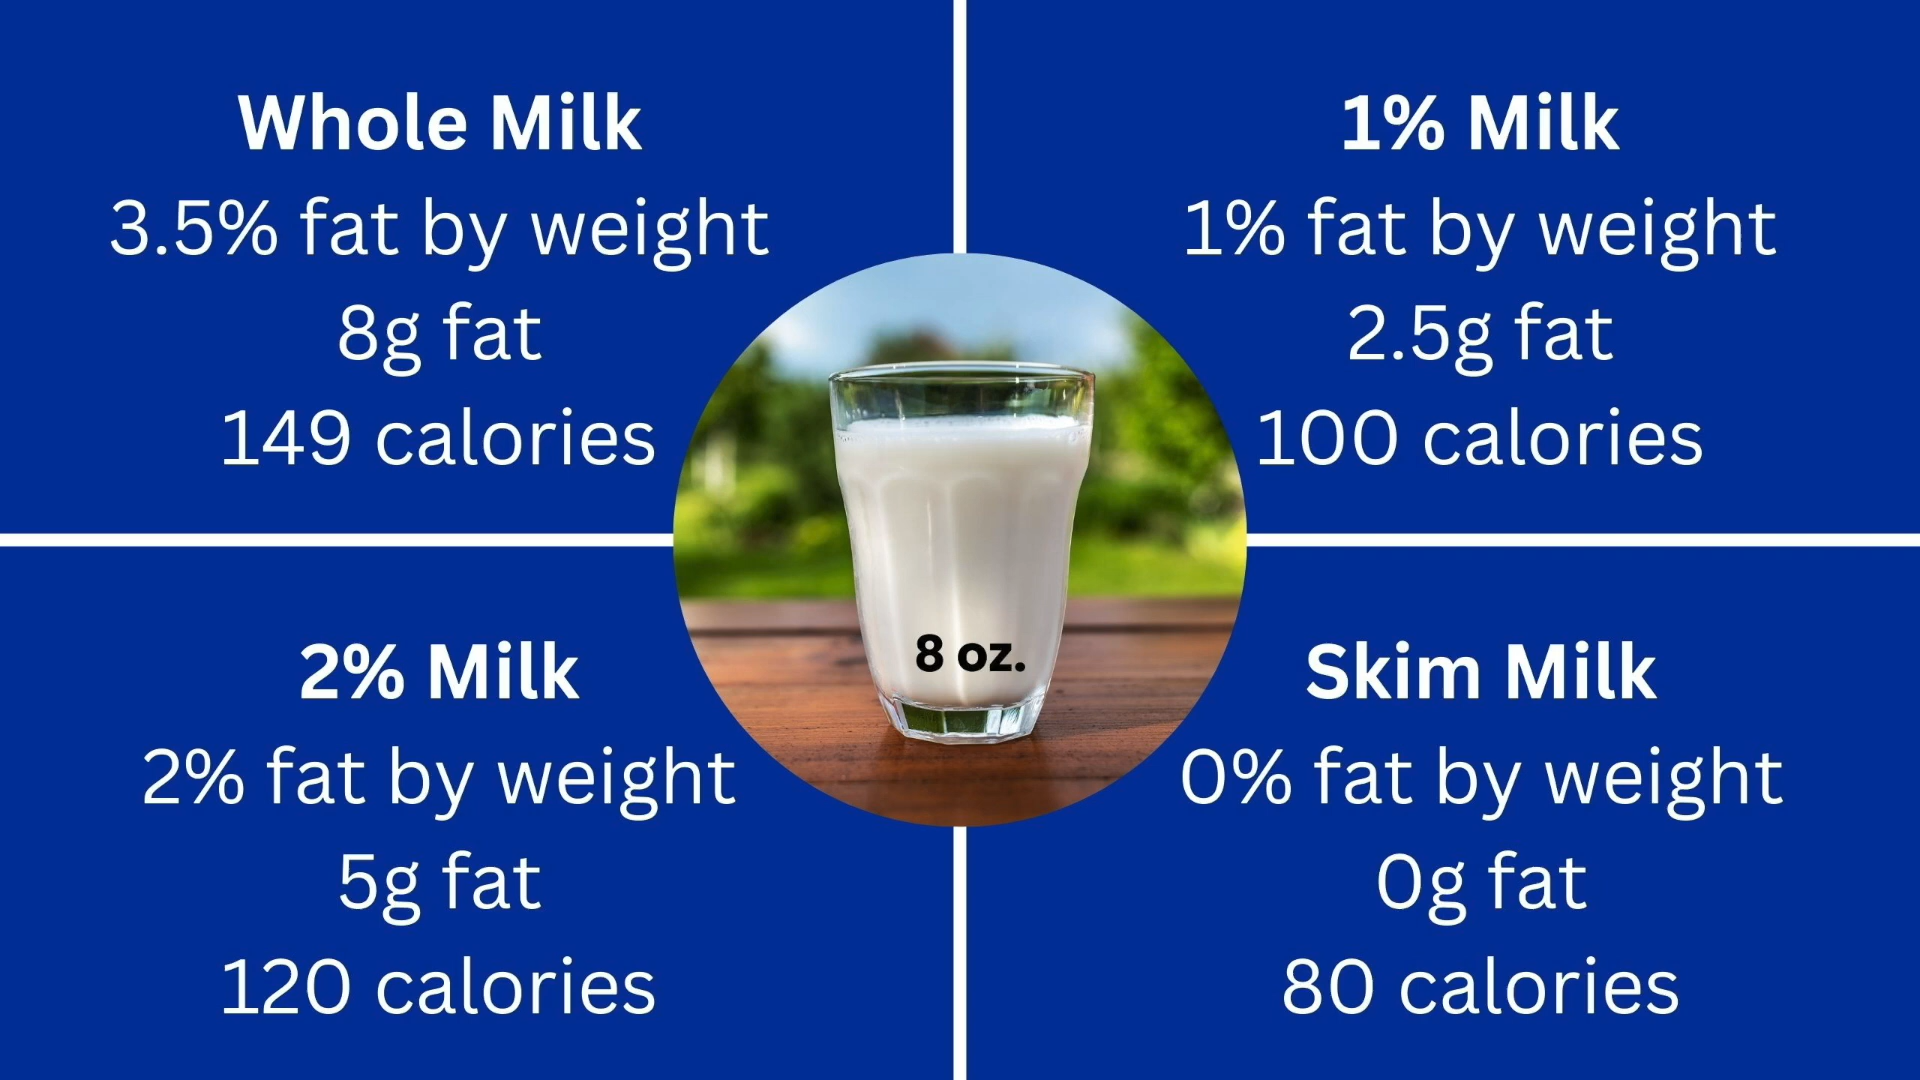 Whole Milk
3.5% fat by weight
8g fat
149 calories
1% Milk
1% fat by weight
2.5g fat
100 calories
8 oz.
2% Milk
2% fat by weight
5g fat
120 calories
Skim Milk
0% fat by weight
0g fat
80 calories